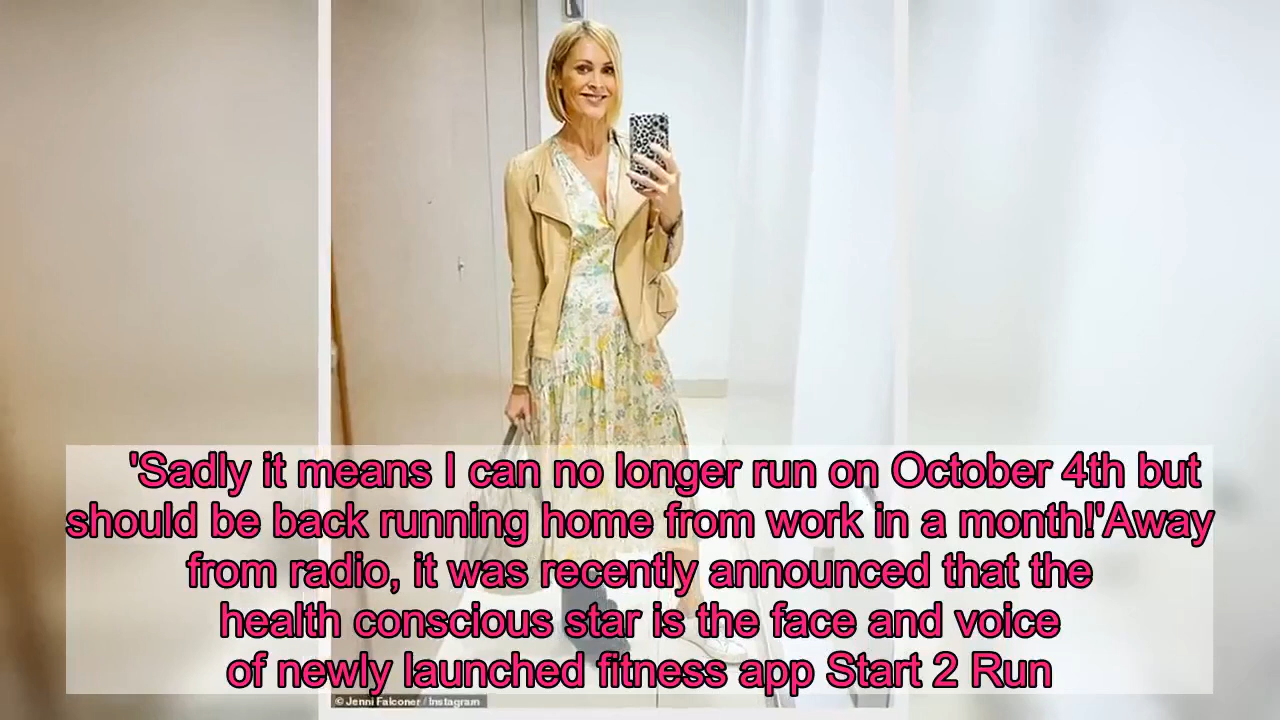 'Sadly it means I can no longer run on October 4th but
should be back running home from work in a month!'Away
from radio, it was recently announced that the
health conscious star is the face and voice
of newly launched fitness app Start 2 Run
© Jenni Falconer / Instagram